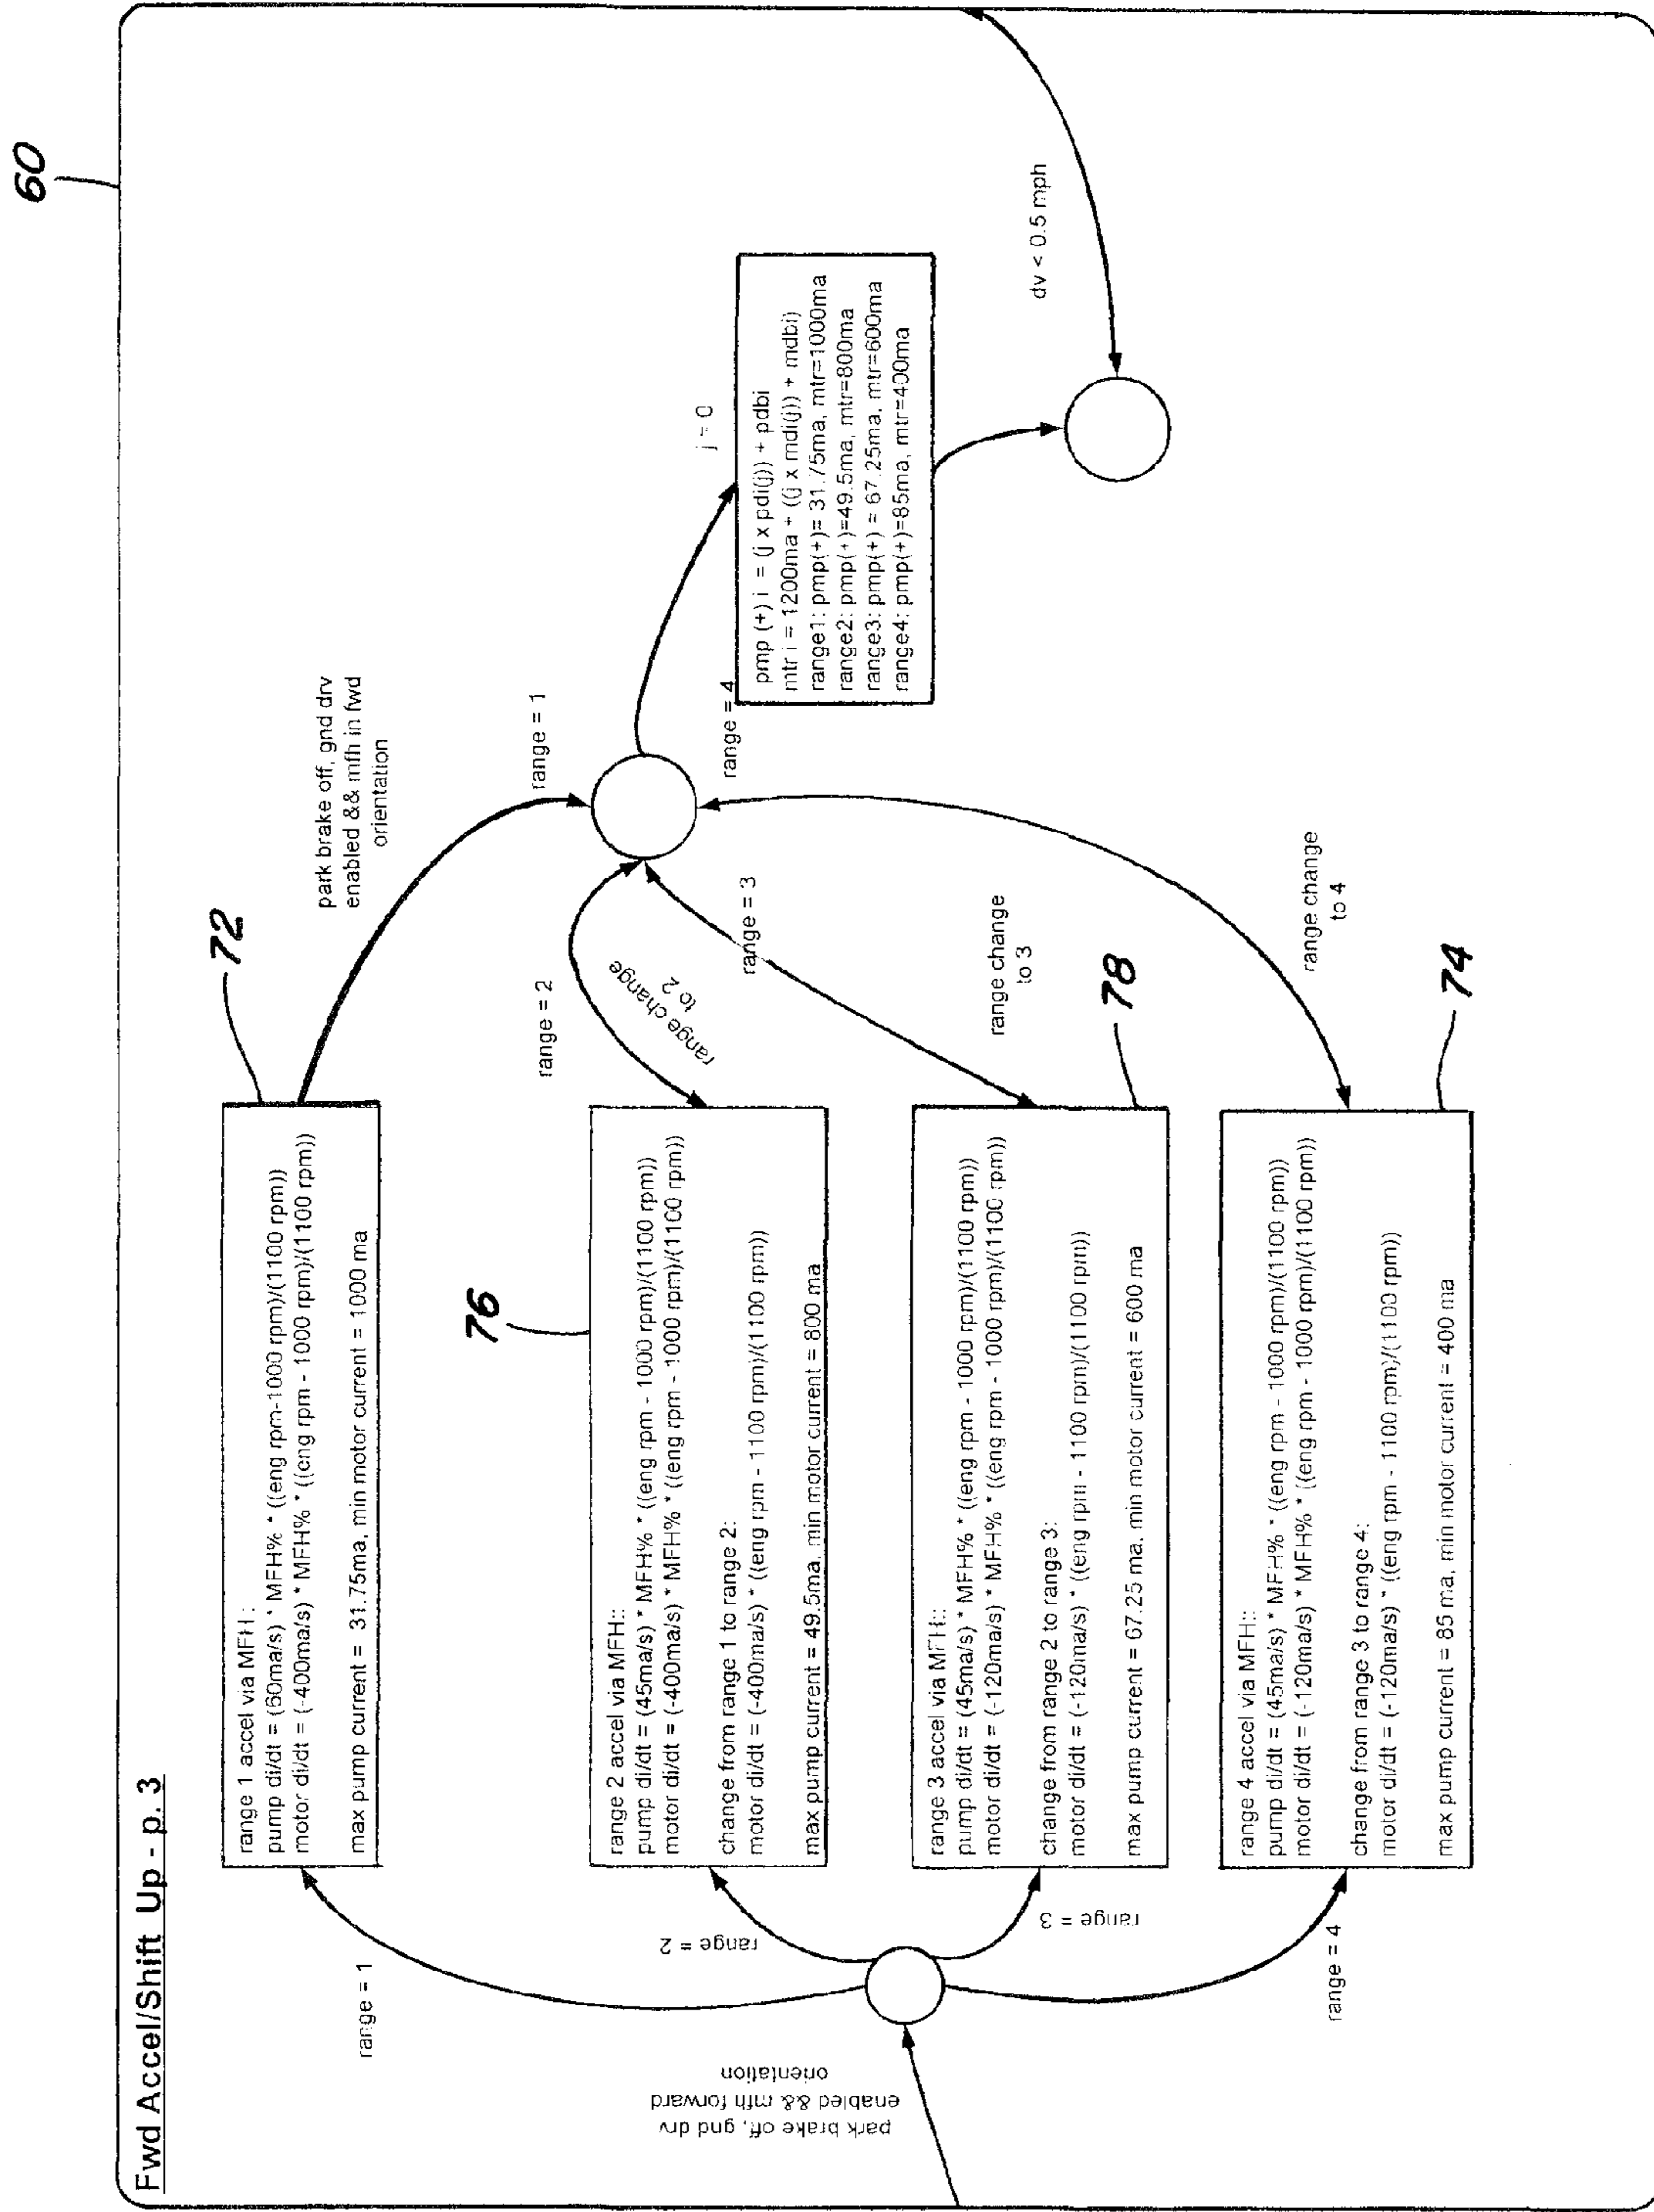 60
Fwd Accel/Shift Up - p. 3
72
range 1 accel via MFH:
pump di/dt = (60ma/s) * MFH% * ((eng rpm-1000 rpm)/(1100 rpm))
motor di/dt = (-400ma/s) * MFH% * ((eng rpm - 1000 rpm)/(1100 rpm))
max pump current = 31.75ma, min motor current = 1000 ma
park brake off, gnd drv
enabled && mfh in fwd
orientation
range = 1
range = 1
76
range 2 accel via MFH::
pump di/dt = (45ma/s) * MFH% * ((eng rpm - 1000 rpm)/(1100 rpm))
motor di/dt = (-400ma/s) * MFH% * ((eng rpm - 1000 rpm)/(1100 rpm))
change from range 1 to range 2:
motor di/dt = (-400ma/s) * ((eng rpm - 1100 rpm)/(1100 rpm))
max pump current = 49.5ma, min motor current = 800 ma
range = 2
range = 2
range change
to 2
range = 3
range = 3
range change
to 3
78
range 3 accel via MFH::
pump di/dt = (45ma/s) * MFH% * ((eng rpm - 1000 rpm)/(1100 rpm))
motor di/dt = (-120ma/s) * MFH% * ((eng rpm - 1000 rpm)/(1100 rpm))
change from range 2 to range 3:
motor di/dt = (-120ma/s) * ((eng rpm - 1100 rpm)/(1100 rpm))
max pump current = 67.25 ma, min motor current = 600 ma
range 4 accel via MFH::
pump di/dt = (45ma/s) * MFH% * ((eng rpm - 1000 rpm)/(1100 rpm))
motor di/dt = (-120ma/s) * MFH% * ((eng rpm - 1000 rpm)/(1100 rpm))
change from range 3 to range 4:
motor di/dt = (-120ma/s) * ((eng rpm - 1100 rpm)/(1100 rpm))
max pump current = 85 ma, min motor current = 400 ma
range = 4
range = 4
range change
to 4
74
park brake off, gnd drv
enabled && mfh forward
orientation
j = 0
pmp (+) i = (j x pdi(j)) + pdbi
mtr i = 1200ma + ((j x mdi(j)) + mdbi)
range1: pmp(+)= 31.75ma, mtr=1000ma
range2: pmp(+)=49.5ma, mtr=800ma
range3: pmp(+) = 67.25ma, mtr=600ma
range4: pmp(+)=85ma, mtr=400ma
dv < 0.5 mph